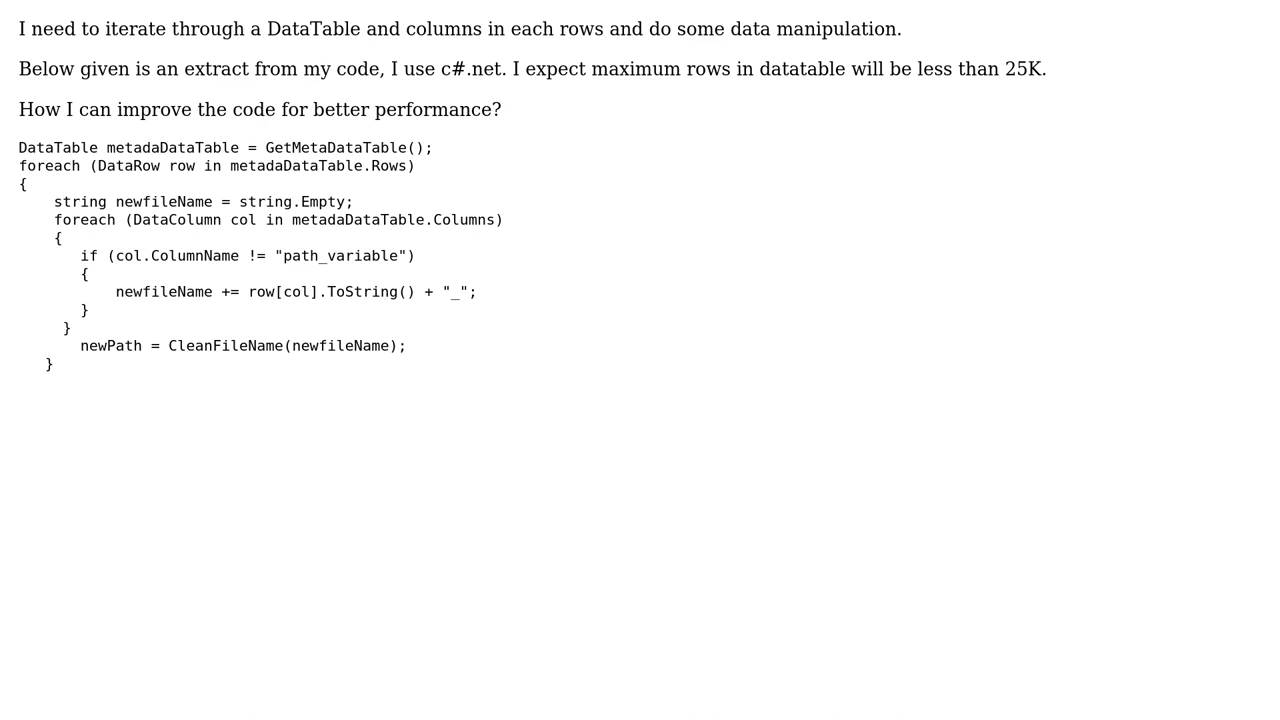 I need to iterate through a DataTable and columns in each rows and do some data manipulation.
Below given is an extract from my code, I use c#.net. I expect maximum rows in datatable will be less than 25K.
How I can improve the code for better performance?
DataTable metadaDataTable = GetMetaDataTable();
foreach (DataRow row in metadaDataTable.Rows)
{
    string newfileName = string.Empty;
    foreach (DataColumn col in metadaDataTable.Columns)
    {
       if (col.ColumnName != "path_variable")
       {
           newfileName += row[col].ToString() + "_";
       }
     }
       newPath = CleanFileName(newfileName);
   }